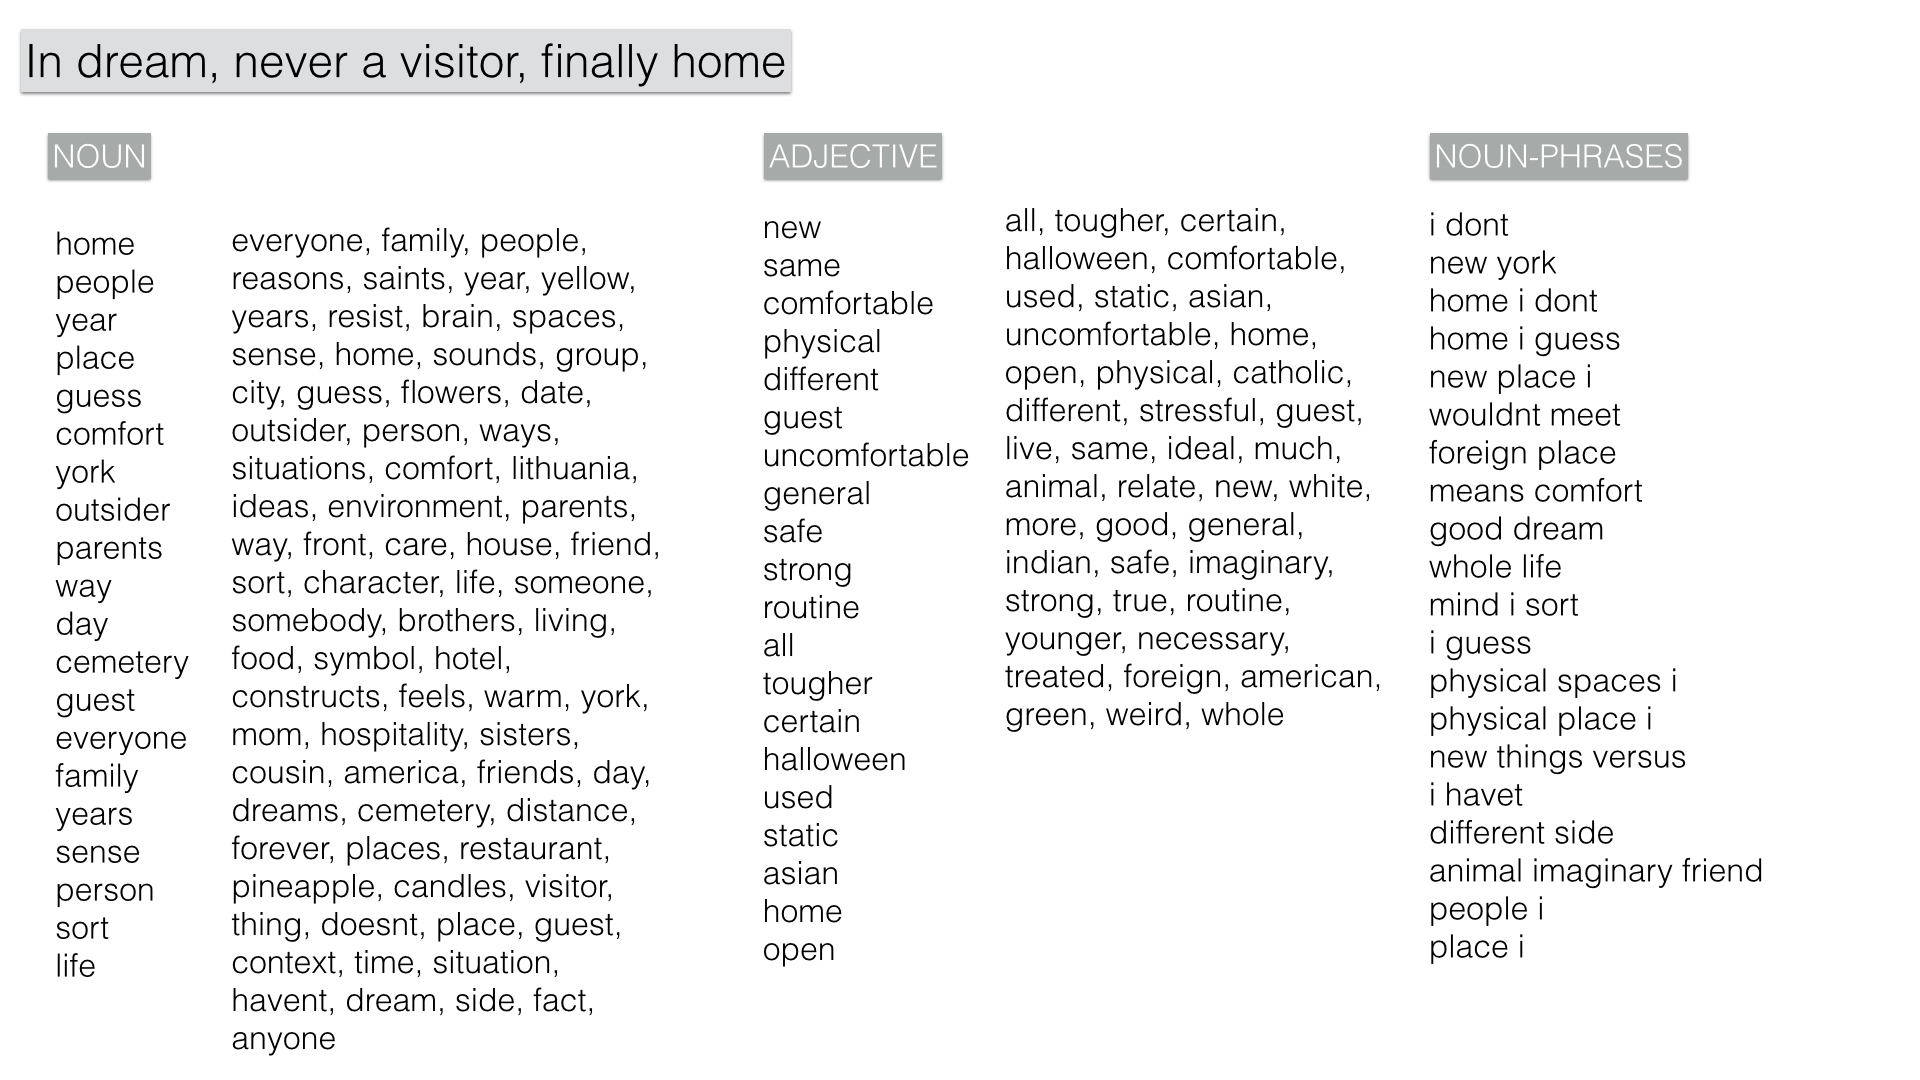 In dream, never a visitor, finally home
NOUN
home
people
year
place
guess
comfort
york
outsider
parents
way
day
cemetery
guest
everyone
family
years
sense
person
sort
life
everyone, family, people,
reasons, saints, year, yellow,
years, resist, brain, spaces,
sense, home, sounds, group,
city, guess, flowers, date,
outsider, person, ways,
situations, comfort, lithuania,
ideas, environment, parents,
way, front, care, house, friend,
sort, character, life, someone,
somebody, brothers, living,
food, symbol, hotel,
constructs, feels, warm, york,
mom, hospitality, sisters,
cousin, america, friends, day,
dreams, cemetery, distance,
forever, places, restaurant,
pineapple, candles, visitor,
thing, doesnt, place, guest,
context, time, situation,
havent, dream, side, fact,
anyone
ADJECTIVE
new
same
comfortable
physical
different
guest
uncomfortable
general
safe
strong
routine
all
tougher
certain
halloween
used
static
asian
home
open
all, tougher, certain,
halloween, comfortable,
used, static, asian,
uncomfortable, home,
open, physical, catholic,
different, stressful, guest,
live, same, ideal, much,
animal, relate, new, white,
more, good, general,
indian, safe, imaginary,
strong, true, routine,
younger, necessary,
treated, foreign, american,
green, weird, whole
NOUN-PHRASES
i dont
new york
home i dont
home i guess
new place i
wouldnt meet
foreign place
means comfort
good dream
whole life
mind i sort
i guess
physical spaces i
physical place i
new things versus
i havet
different side
animal imaginary friend
people i
place i